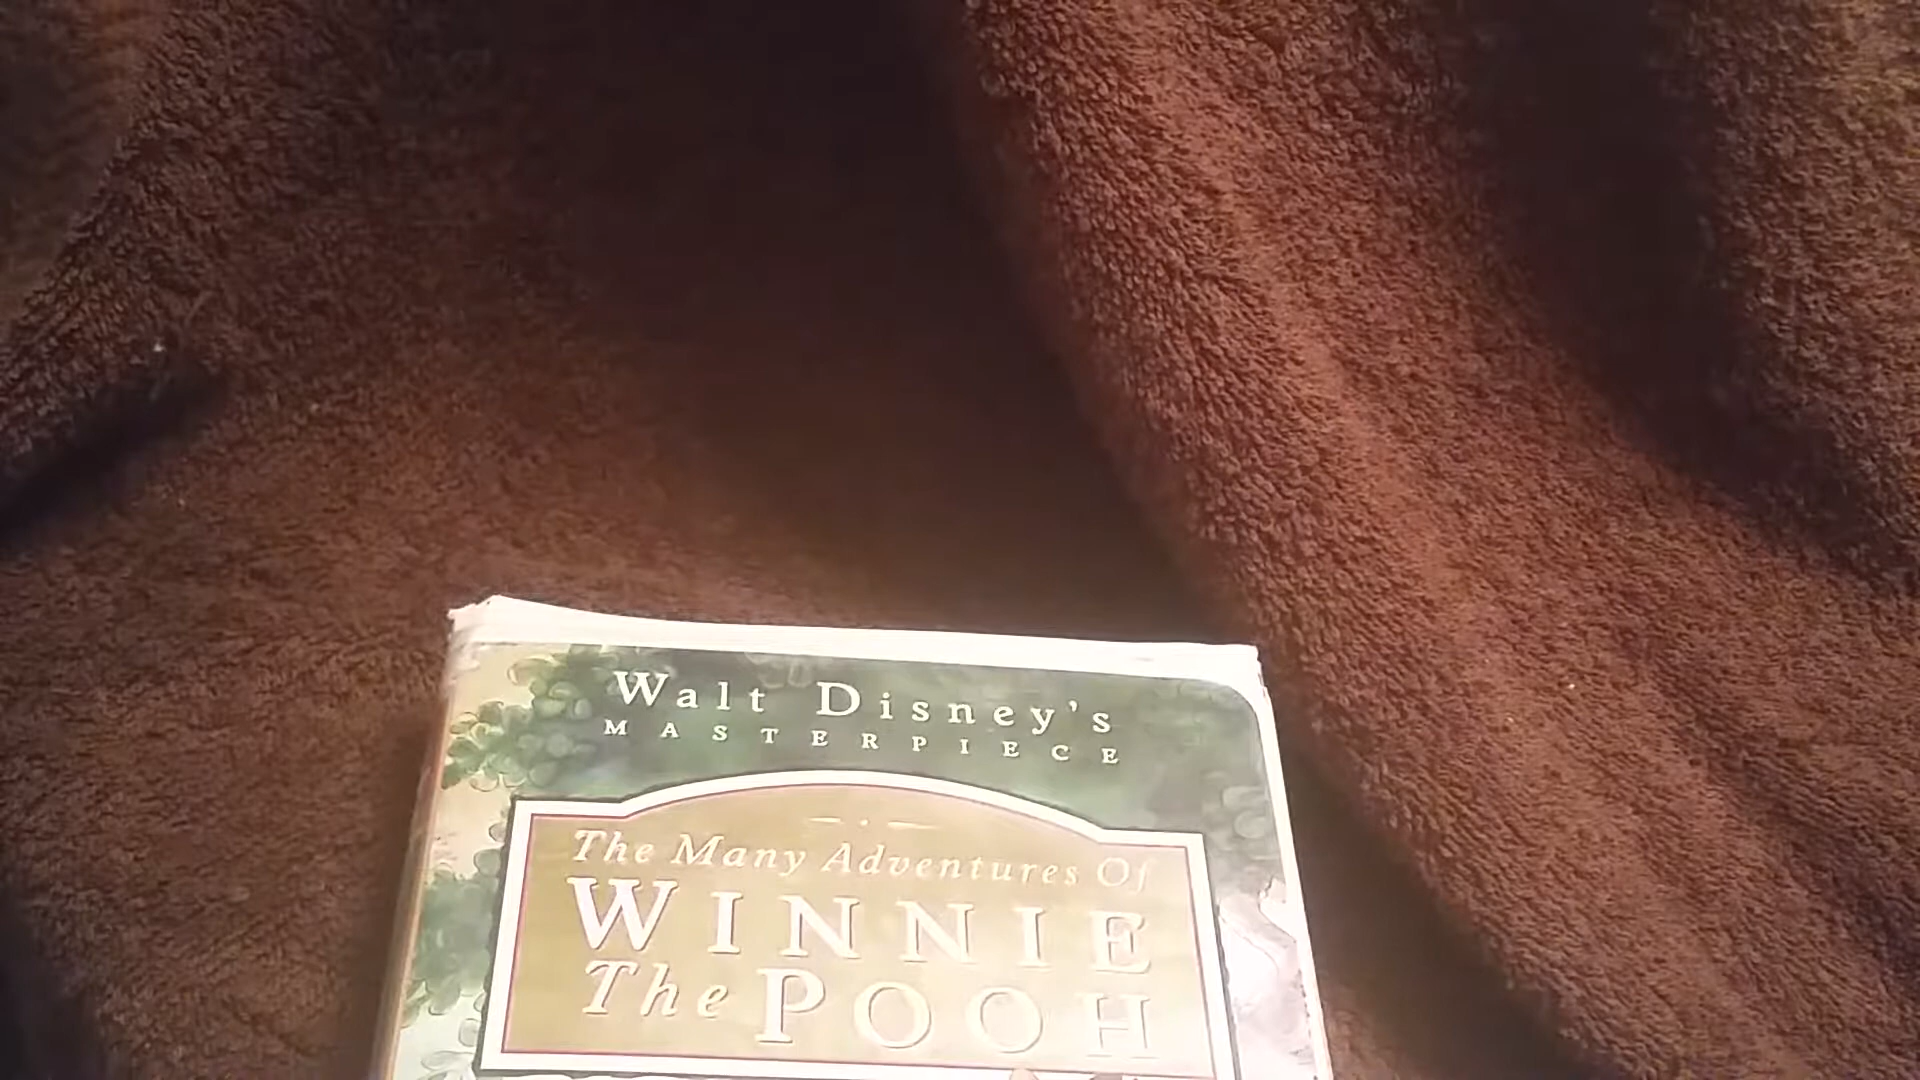 Walt Disney's
MASTERPIECE
The Many Adventures Of
WINNIE
The POOH